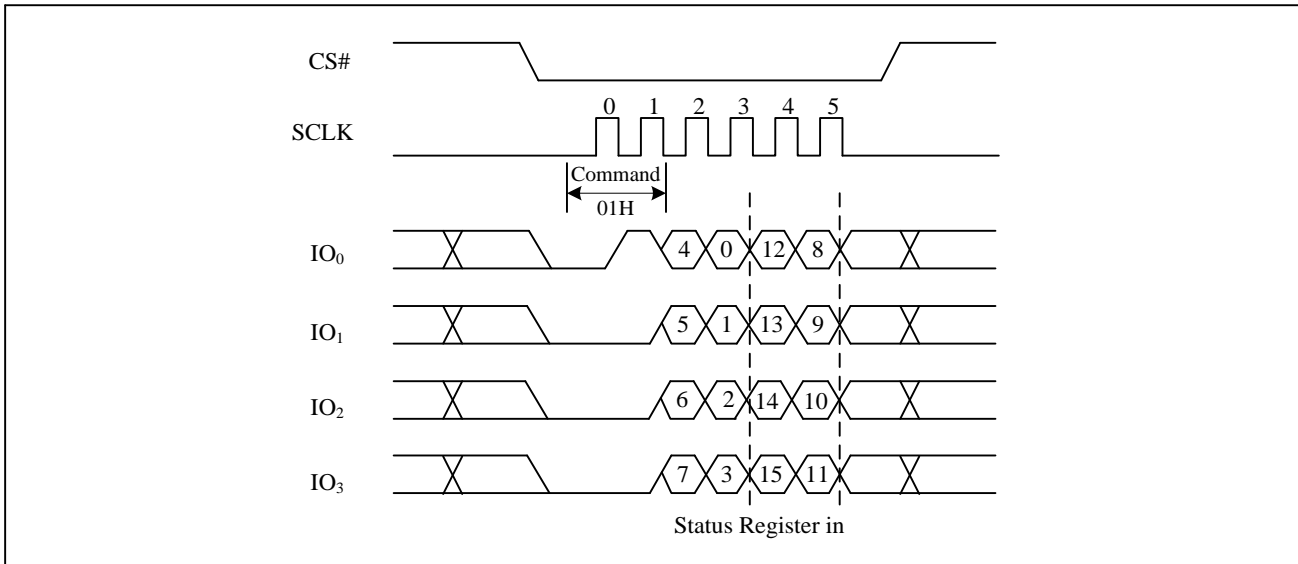 CS#
0 1 2 3 4 5
SCLK
Command
01H
IO0 4 0 12 8
IO1 5 1 13 9
IO2 6 2 14 10
IO3 7 3 15 11
Status Register in